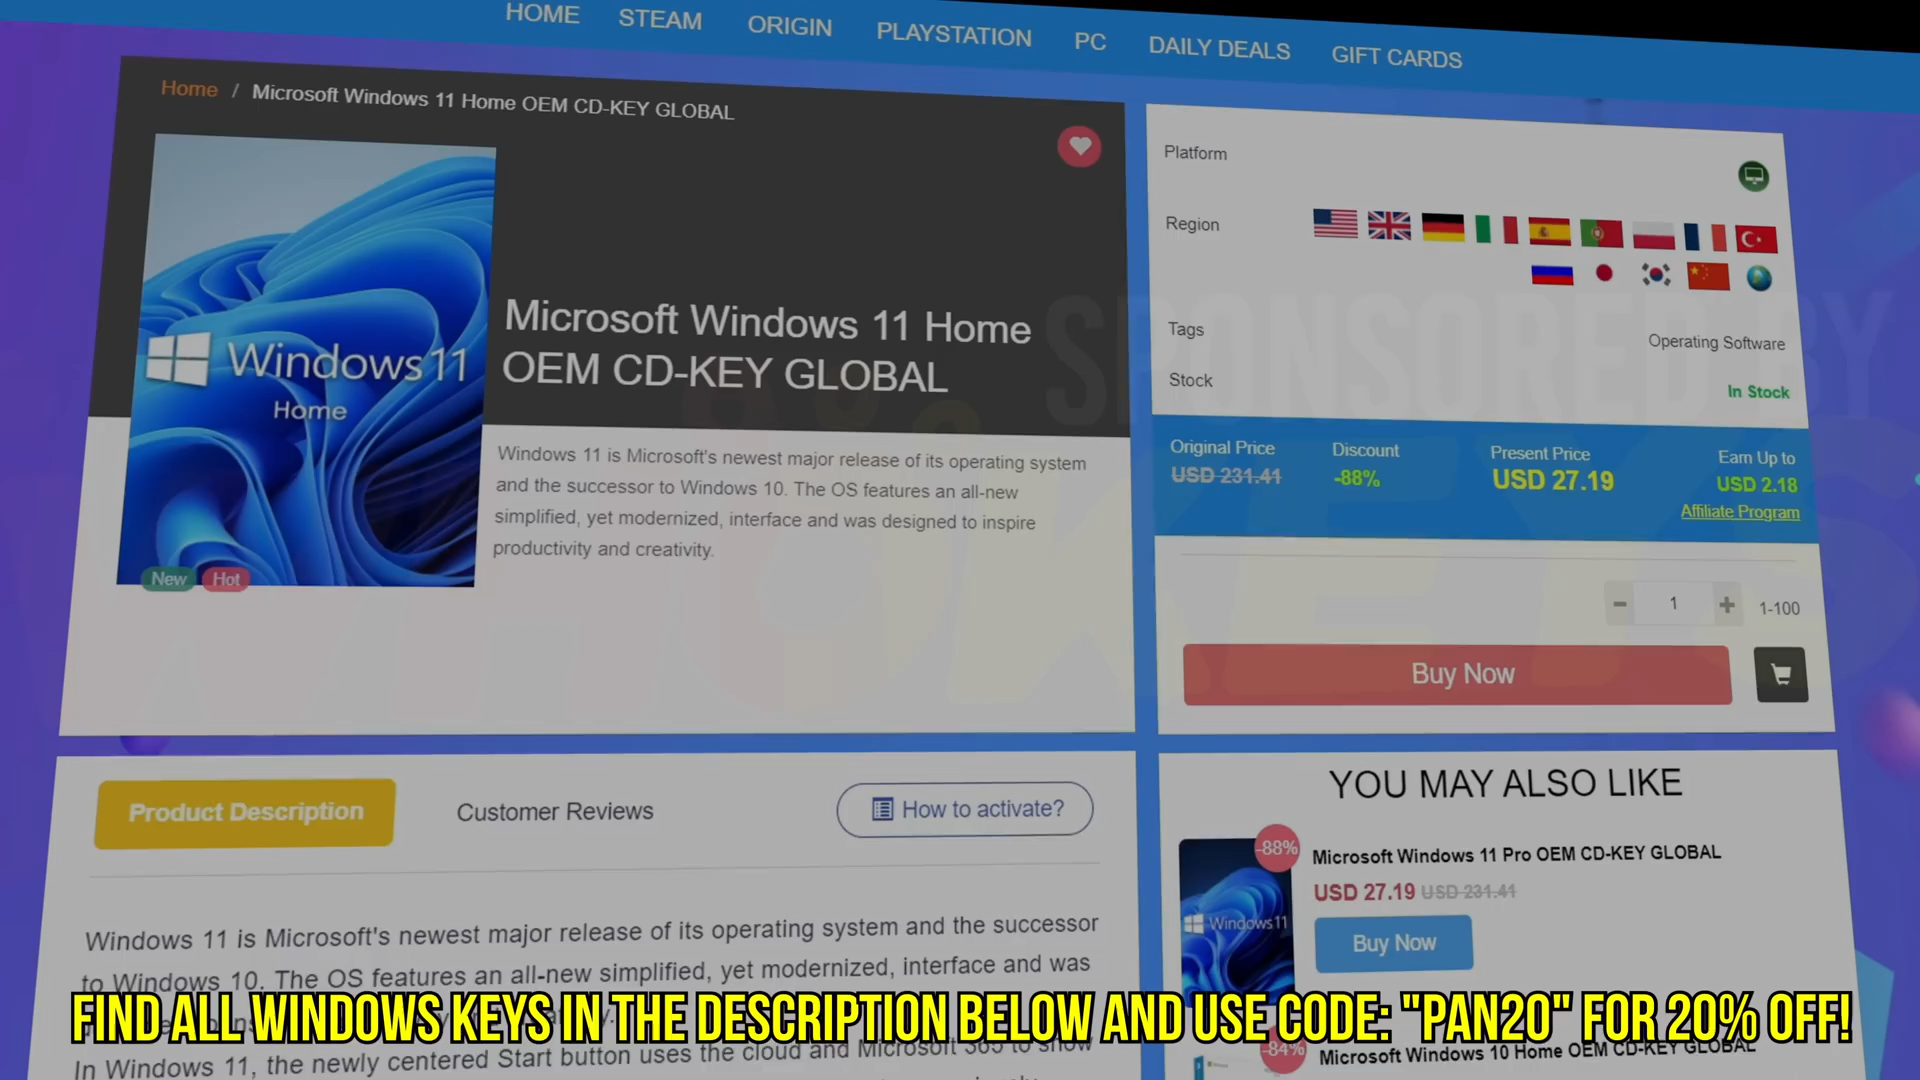 HOME STEAM ORIGIN PLAYSTATION PC DAILY DEALS GIFT CARDS
Home / Microsoft Windows 11 Home OEM CD-KEY GLOBAL
Windows 11
Home
New Hot
Microsoft Windows 11 Home
OEM CD-KEY GLOBAL
Windows 11 is Microsoft's newest major release of its operating system
and the successor to Windows 10. The OS features an all-new
simplified, yet modernized, interface and was designed to inspire
productivity and creativity.
Platform
Region
Tags Operating Software
Stock In Stock
SPONSORED BY
Original Price Discount Present Price Earn Up to
USD 231.41 -88% USD 27.19 USD 2.18
Affiliate Program
1 1-100
Buy Now
Product Description Customer Reviews How to activate?
Windows 11 is Microsoft's newest major release of its operating system and the successor
to Windows 10. The OS features an all-new simplified, yet modernized, interface and was
In Windows 11, the newly centered Start button uses the cloud and Microsoft 365 to show
YOU MAY ALSO LIKE
-88%
Windows 11
Microsoft Windows 11 Pro OEM CD-KEY GLOBAL
USD 27.19 USD 231.41
Buy Now
-84%
Microsoft Windows 10 Home OEM CD-KEY GLOBAL
FIND ALL WINDOWS KEYS IN THE DESCRIPTION BELOW AND USE CODE: "PAN20" FOR 20% OFF!